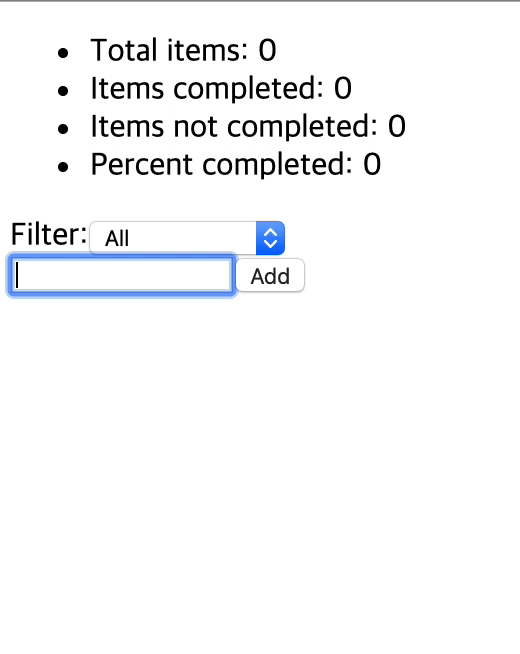 Total items: 0
Items completed: 0
Items not completed: 0
Percent completed: 0
Filter: All
Add